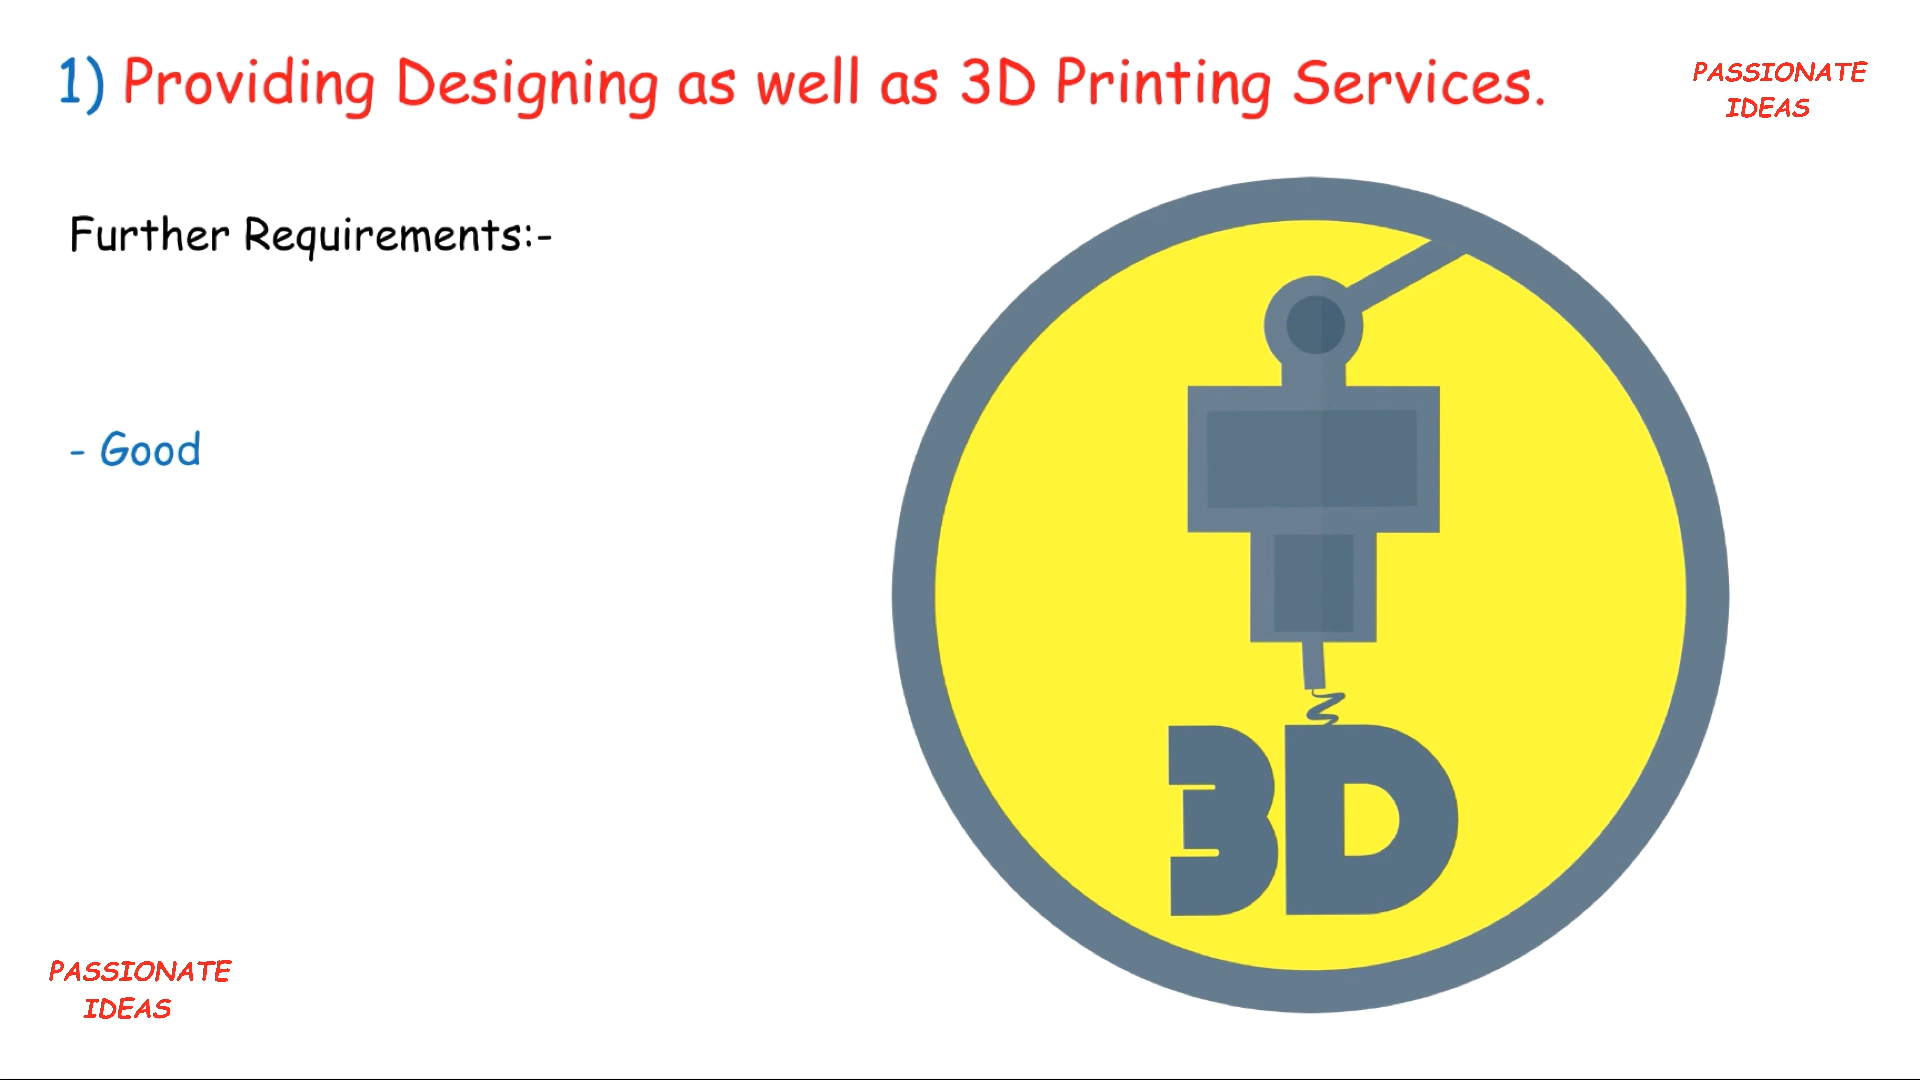 1) Providing Designing as well as 3D Printing Services.
PASSIONATE
IDEAS
Further Requirements:-
- Good
3D
PASSIONATE
IDEAS